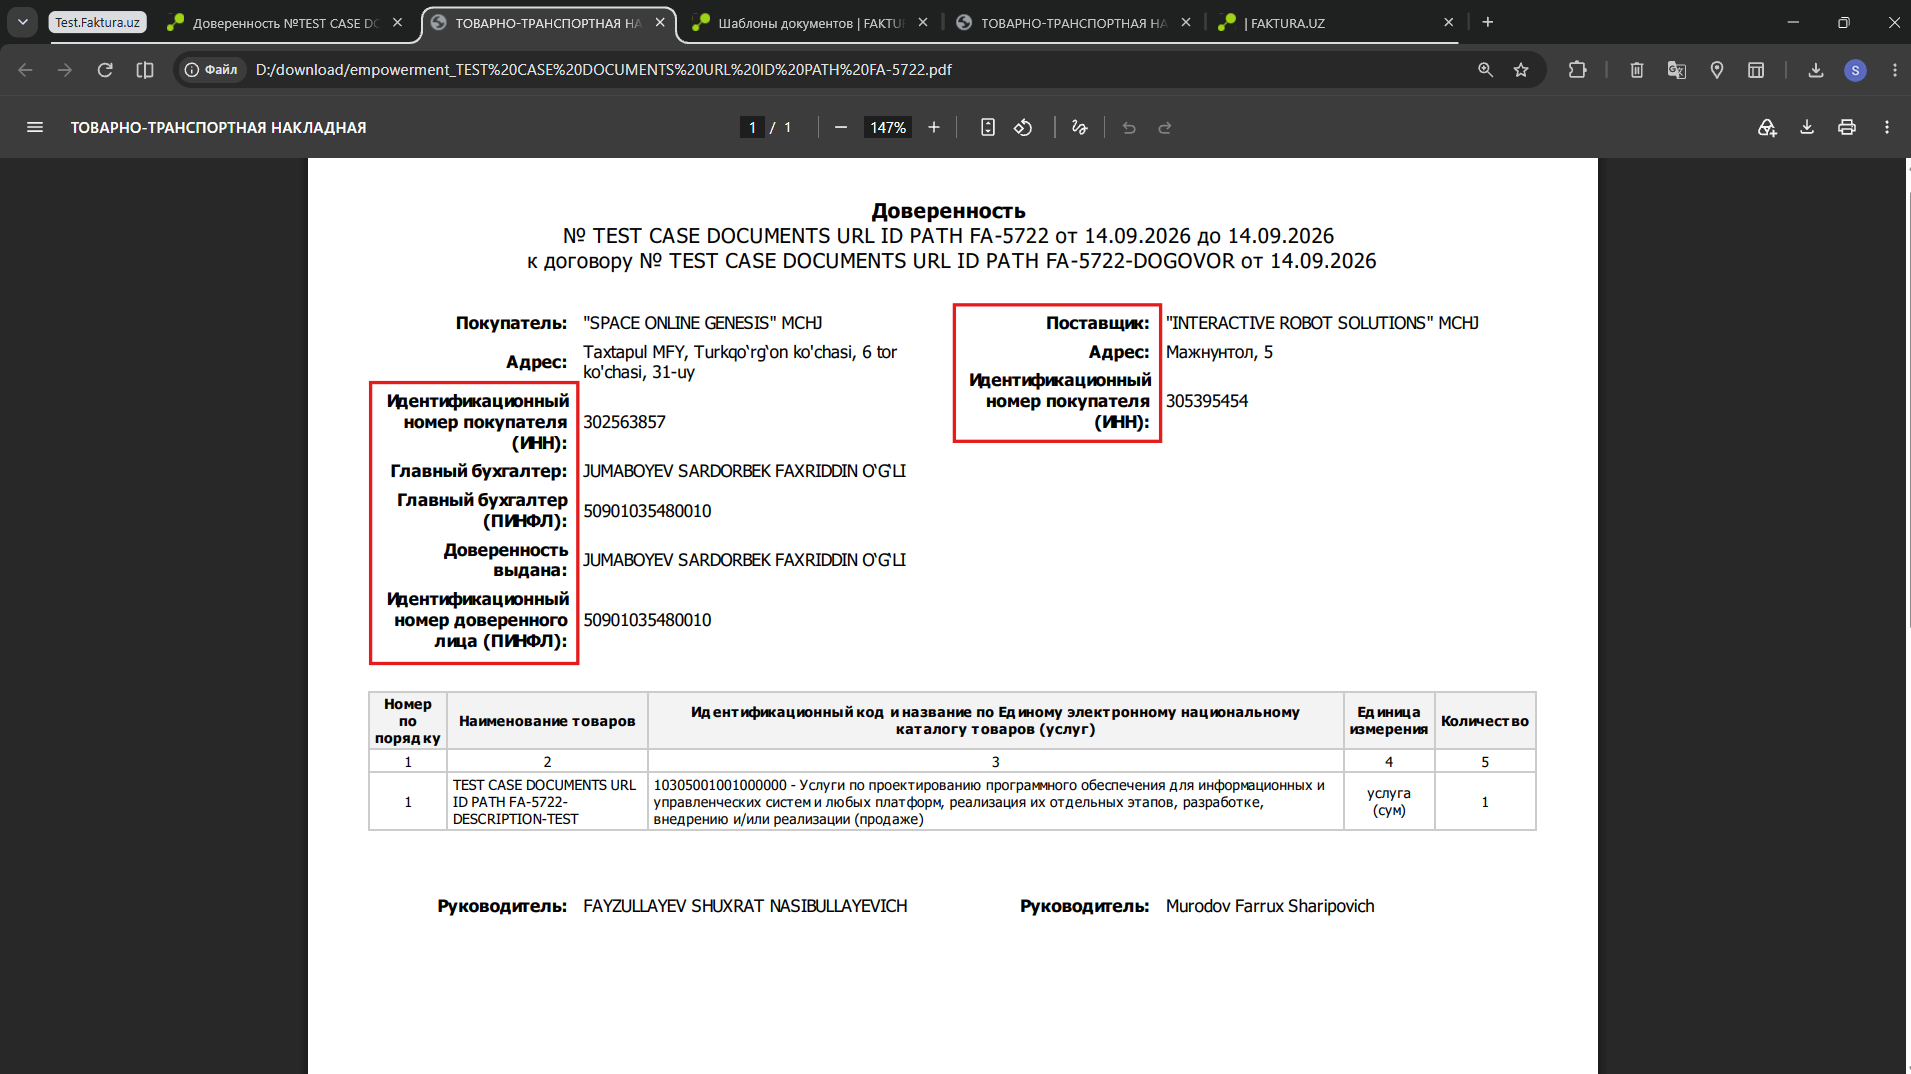 Test.Faktura.uz
Доверенность №TEST CASE DO
ТОВАРНО-ТРАНСПОРТНАЯ НА
Шаблоны документов | FAKTUR
ТОВАРНО-ТРАНСПОРТНАЯ НА
| FAKTURA.UZ
Файл
D:/download/empowerment_TEST%20CASE%20DOCUMENTS%20URL%20ID%20PATH%20FA-5722.pdf
S
ТОВАРНО-ТРАНСПОРТНАЯ НАКЛАДНАЯ
1 / 1
147%
Доверенность
№ TEST CASE DOCUMENTS URL ID PATH FA-5722 от 14.09.2026 до 14.09.2026
к договору № TEST CASE DOCUMENTS URL ID PATH FA-5722-DOGOVOR от 14.09.2026
Покупатель: "SPACE ONLINE GENESIS" MCHJ
Адрес: Taxtapul MFY, Turkqo‘rg‘on ko'chasi, 6 tor
ko'chasi, 31-uy
Идентификационный
номер покупателя
(ИНН):
302563857
Главный бухгалтер: JUMABOYEV SARDORBEK FAXRIDDIN O‘G‘LI
Главный бухгалтер
(ПИНФЛ):
50901035480010
Доверенность
выдана:
JUMABOYEV SARDORBEK FAXRIDDIN O‘G‘LI
Идентификационный
номер доверенного
лица (ПИНФЛ):
50901035480010
Поставщик: "INTERACTIVE ROBOT SOLUTIONS" MCHJ
Адрес: Мажнунтол, 5
Идентификационный
номер покупателя
(ИНН):
305395454
Номер
по
порядку
Наименование товаров
Идентификационный код и название по Единому электронному национальному
каталогу товаров (услуг)
Единица
измерения
Количество
1 2 3 4 5
1
TEST CASE DOCUMENTS URL
ID PATH FA-5722-
DESCRIPTION-TEST
10305001001000000 - Услуги по проектированию программного обеспечения для информационных и
управленческих систем и любых платформ, реализация их отдельных этапов, разработке,
внедрению и/или реализации (продаже)
услуга
(сум)
1
Руководитель: FAYZULLAYEV SHUXRAT NASIBULLAYEVICH
Руководитель: Murodov Farrux Sharipovich